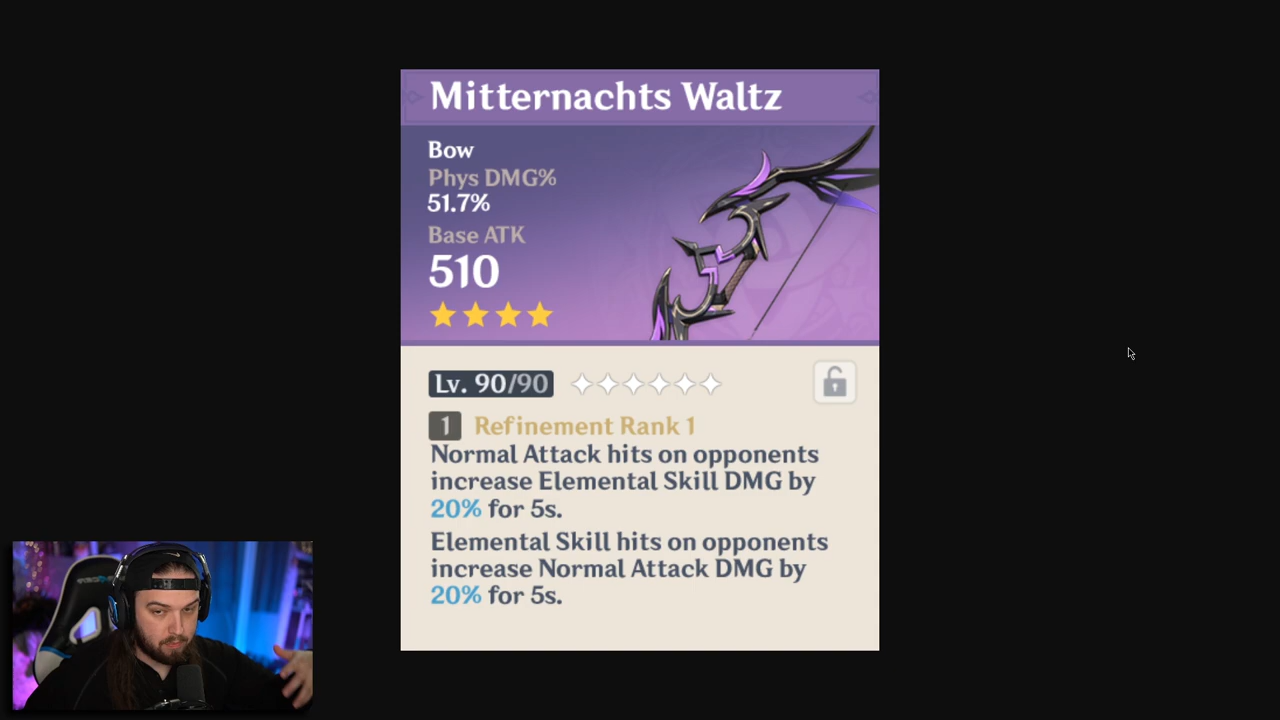 Mitternachts Waltz
Bow
Phys DMG%
51.7%
Base ATK
510
Lv. 90/90
1 Refinement Rank 1
Normal Attack hits on opponents
increase Elemental Skill DMG by
20% for 5s.
Elemental Skill hits on opponents
increase Normal Attack DMG by
20% for 5s.